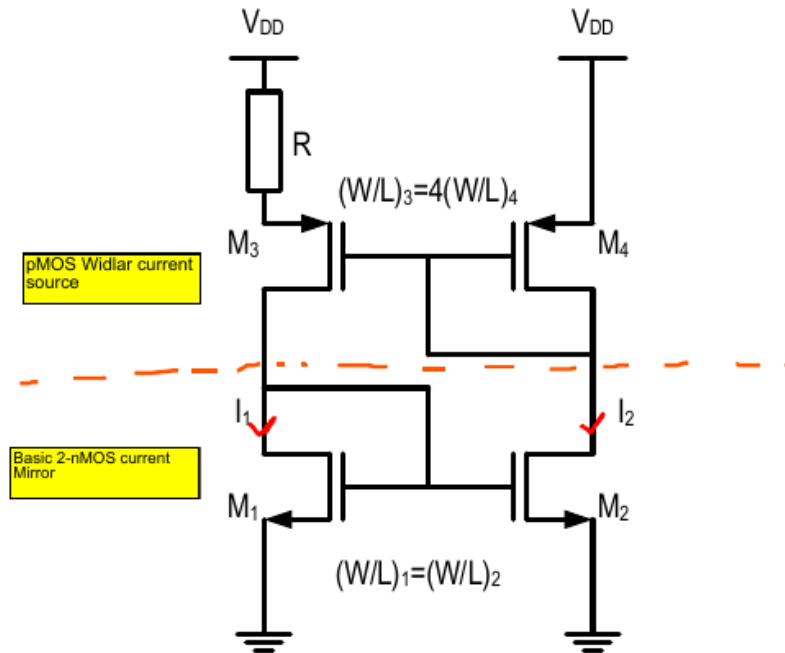 VDD
VDD
R
(W/L)3=4(W/L)4
M3
M4
pMOS Widlar current
source
I1
I2
Basic 2-nMOS current
Mirror
M1
M2
(W/L)1=(W/L)2